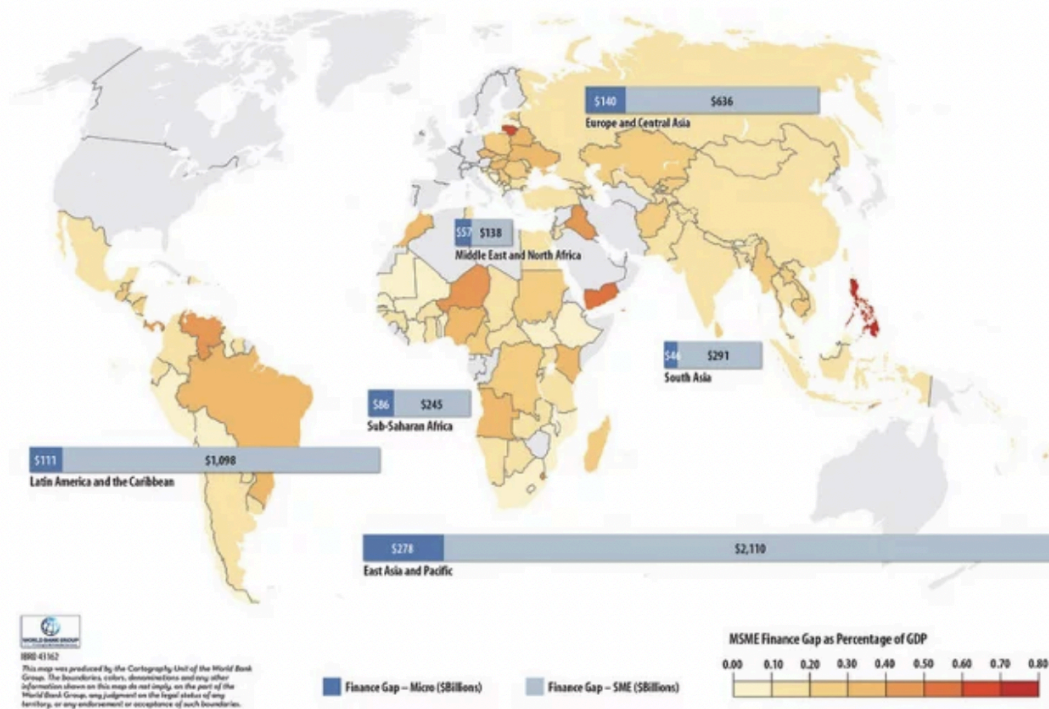 $140 $636
Europe and Central Asia
$57 $138
Middle East and North Africa
$46 $291
South Asia
$86 $245
Sub-Saharan Africa
$111 $1,098
Latin America and the Caribbean
$278 $2,110
East Asia and Pacific
WORLD BANK GROUP
IBRD 43162
This map was produced by the Cartography Unit of the World Bank
Group. The boundaries, colors, denominations and any other
information shown on this map do not imply, on the part of the
World Bank Group, any judgment on the legal status of any
territory, or any endorsement or acceptance of such boundaries.
Finance Gap – Micro ($Billions) Finance Gap – SME ($Billions)
MSME Finance Gap as Percentage of GDP
0.00 0.10 0.20 0.30 0.40 0.50 0.60 0.70 0.80